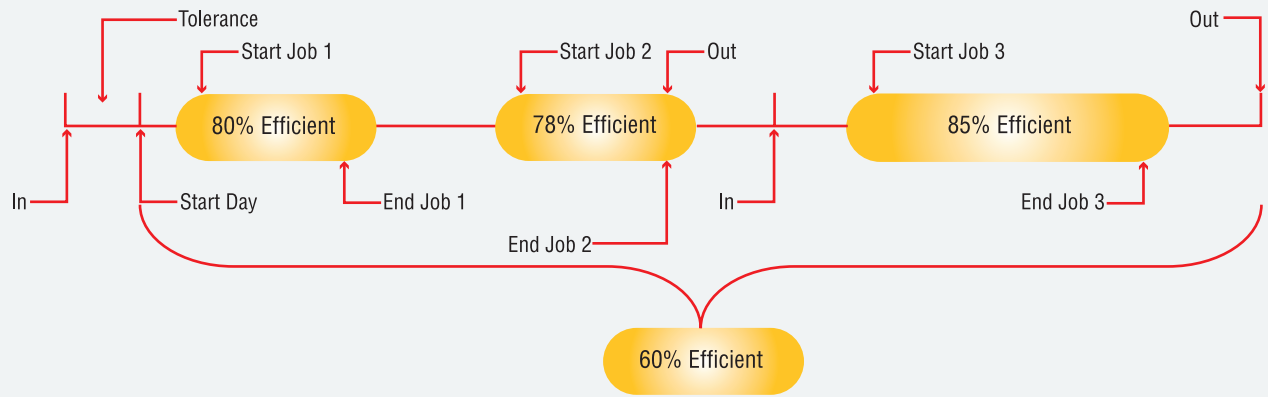 Tolerance
Out
Start Job 1
Start Job 2
Out
Start Job 3
80% Efficient
78% Efficient
85% Efficient
In
Start Day
End Job 1
In
End Job 3
End Job 2
60% Efficient